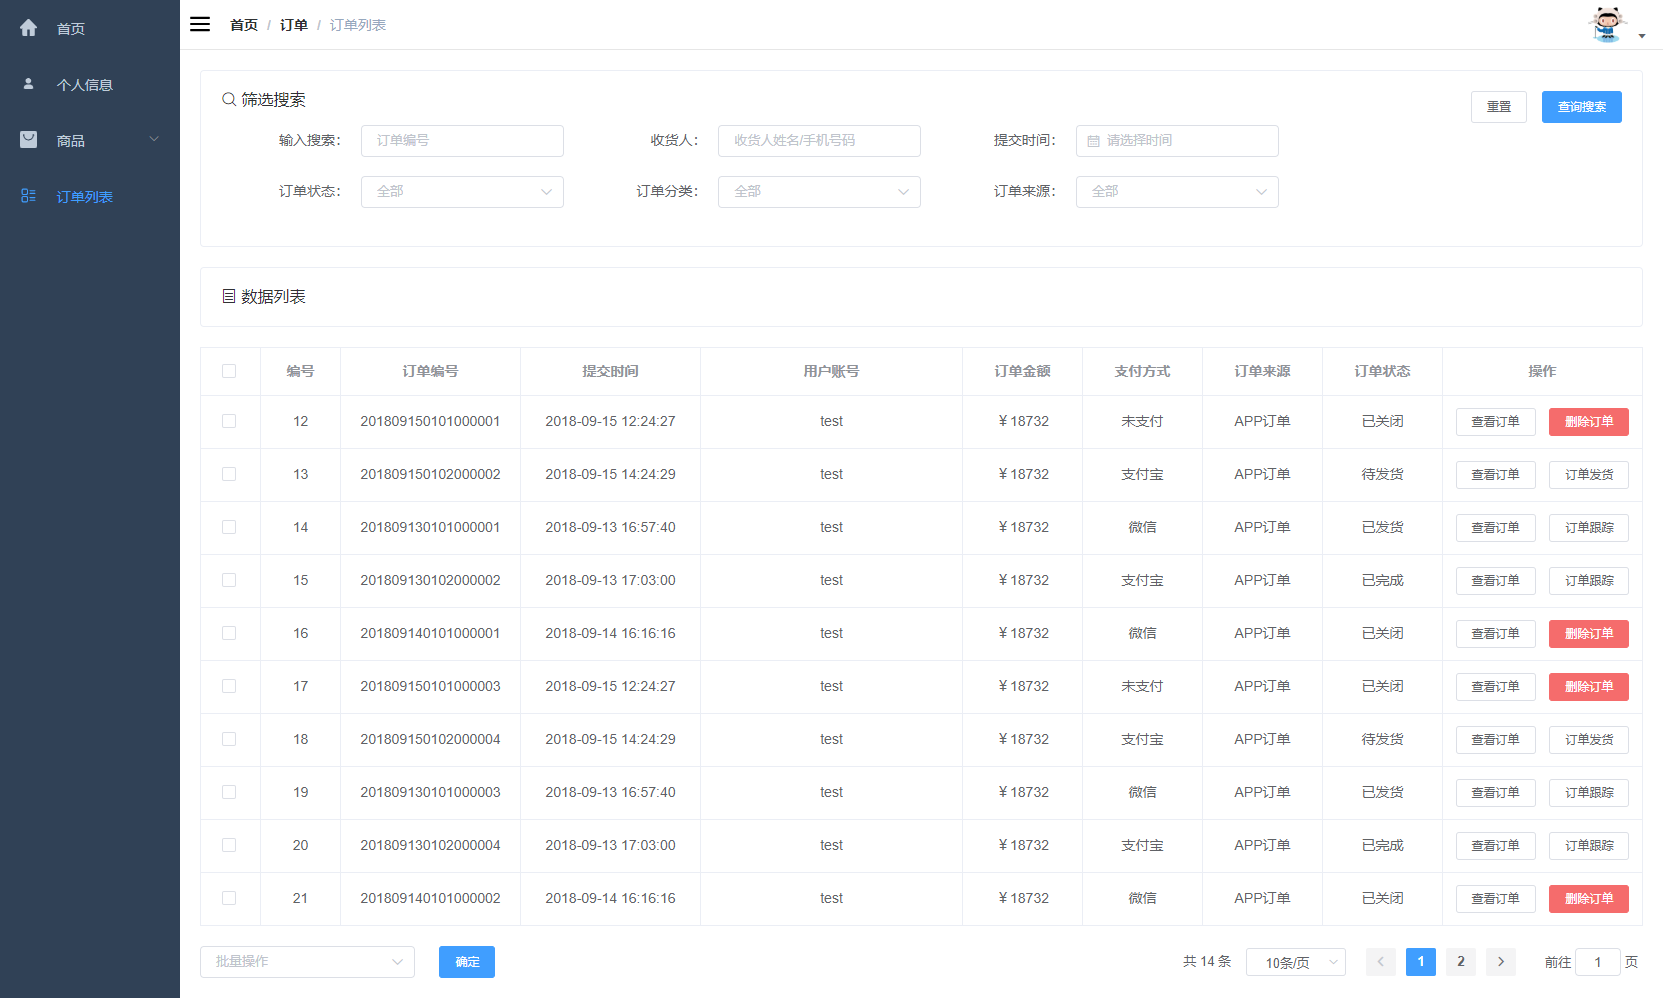 首页
个人信息
商品
订单列表
首页 / 订单 / 订单列表
筛选搜索
重置 查询搜索
输入搜索： 订单编号 收货人： 收货人姓名/手机号码 提交时间： 请选择时间
订单状态： 全部 订单分类： 全部 订单来源： 全部
数据列表
编号 订单编号 提交时间 用户账号 订单金额 支付方式 订单来源 订单状态 操作
12 201809150101000001 2018-09-15 12:24:27 test ￥18732 未支付 APP订单 已关闭 查看订单 删除订单
13 201809150102000002 2018-09-15 14:24:29 test ￥18732 支付宝 APP订单 待发货 查看订单 订单发货
14 201809130101000001 2018-09-13 16:57:40 test ￥18732 微信 APP订单 已发货 查看订单 订单跟踪
15 201809130102000002 2018-09-13 17:03:00 test ￥18732 支付宝 APP订单 已完成 查看订单 订单跟踪
16 201809140101000001 2018-09-14 16:16:16 test ￥18732 微信 APP订单 已关闭 查看订单 删除订单
17 201809150101000003 2018-09-15 12:24:27 test ￥18732 未支付 APP订单 已关闭 查看订单 删除订单
18 201809150102000004 2018-09-15 14:24:29 test ￥18732 支付宝 APP订单 待发货 查看订单 订单发货
19 201809130101000003 2018-09-13 16:57:40 test ￥18732 微信 APP订单 已发货 查看订单 订单跟踪
20 201809130102000004 2018-09-13 17:03:00 test ￥18732 支付宝 APP订单 已完成 查看订单 订单跟踪
21 201809140101000002 2018-09-14 16:16:16 test ￥18732 微信 APP订单 已关闭 查看订单 删除订单
批量操作 确定 共 14 条 10条/页 1 2 前往 1 页